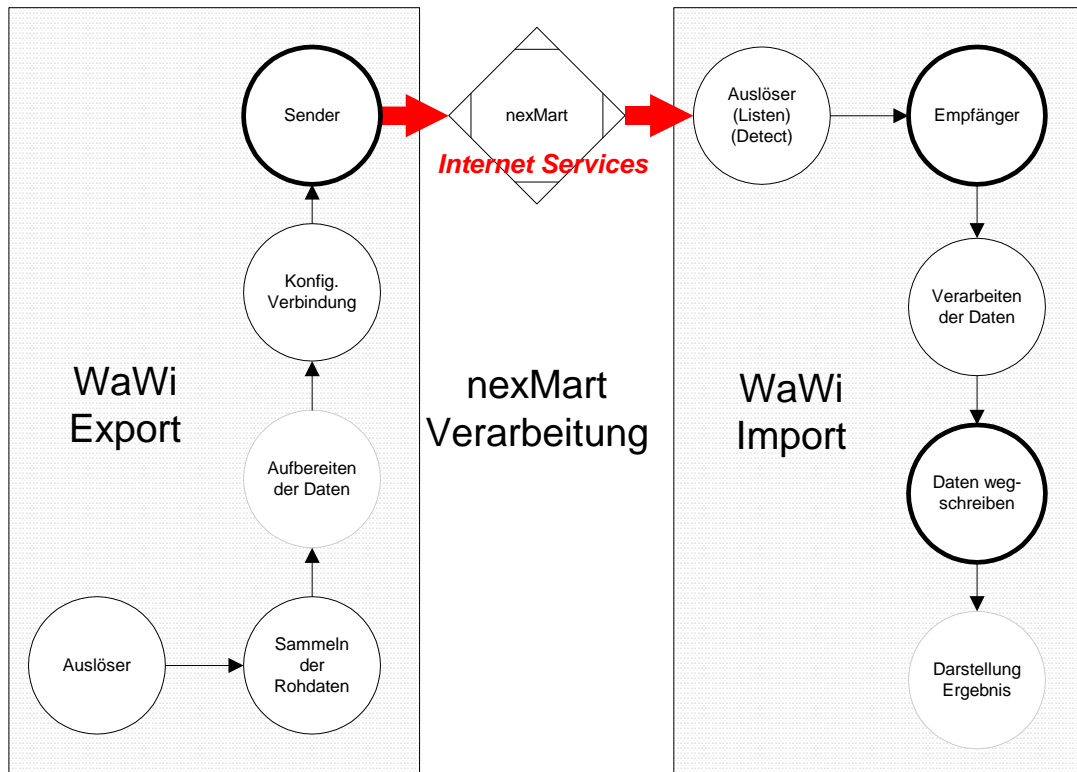 Sender
nexMart
Internet Services
Auslöser
(Listen)
(Detect)
Empfänger
Konfig.
Verbindung
Verarbeiten
der Daten
WaWi
Export
nexMart
Verarbeitung
WaWi
Import
Aufbereiten
der Daten
Daten weg-
schreiben
Auslöser
Sammeln
der
Rohdaten
Darstellung
Ergebnis